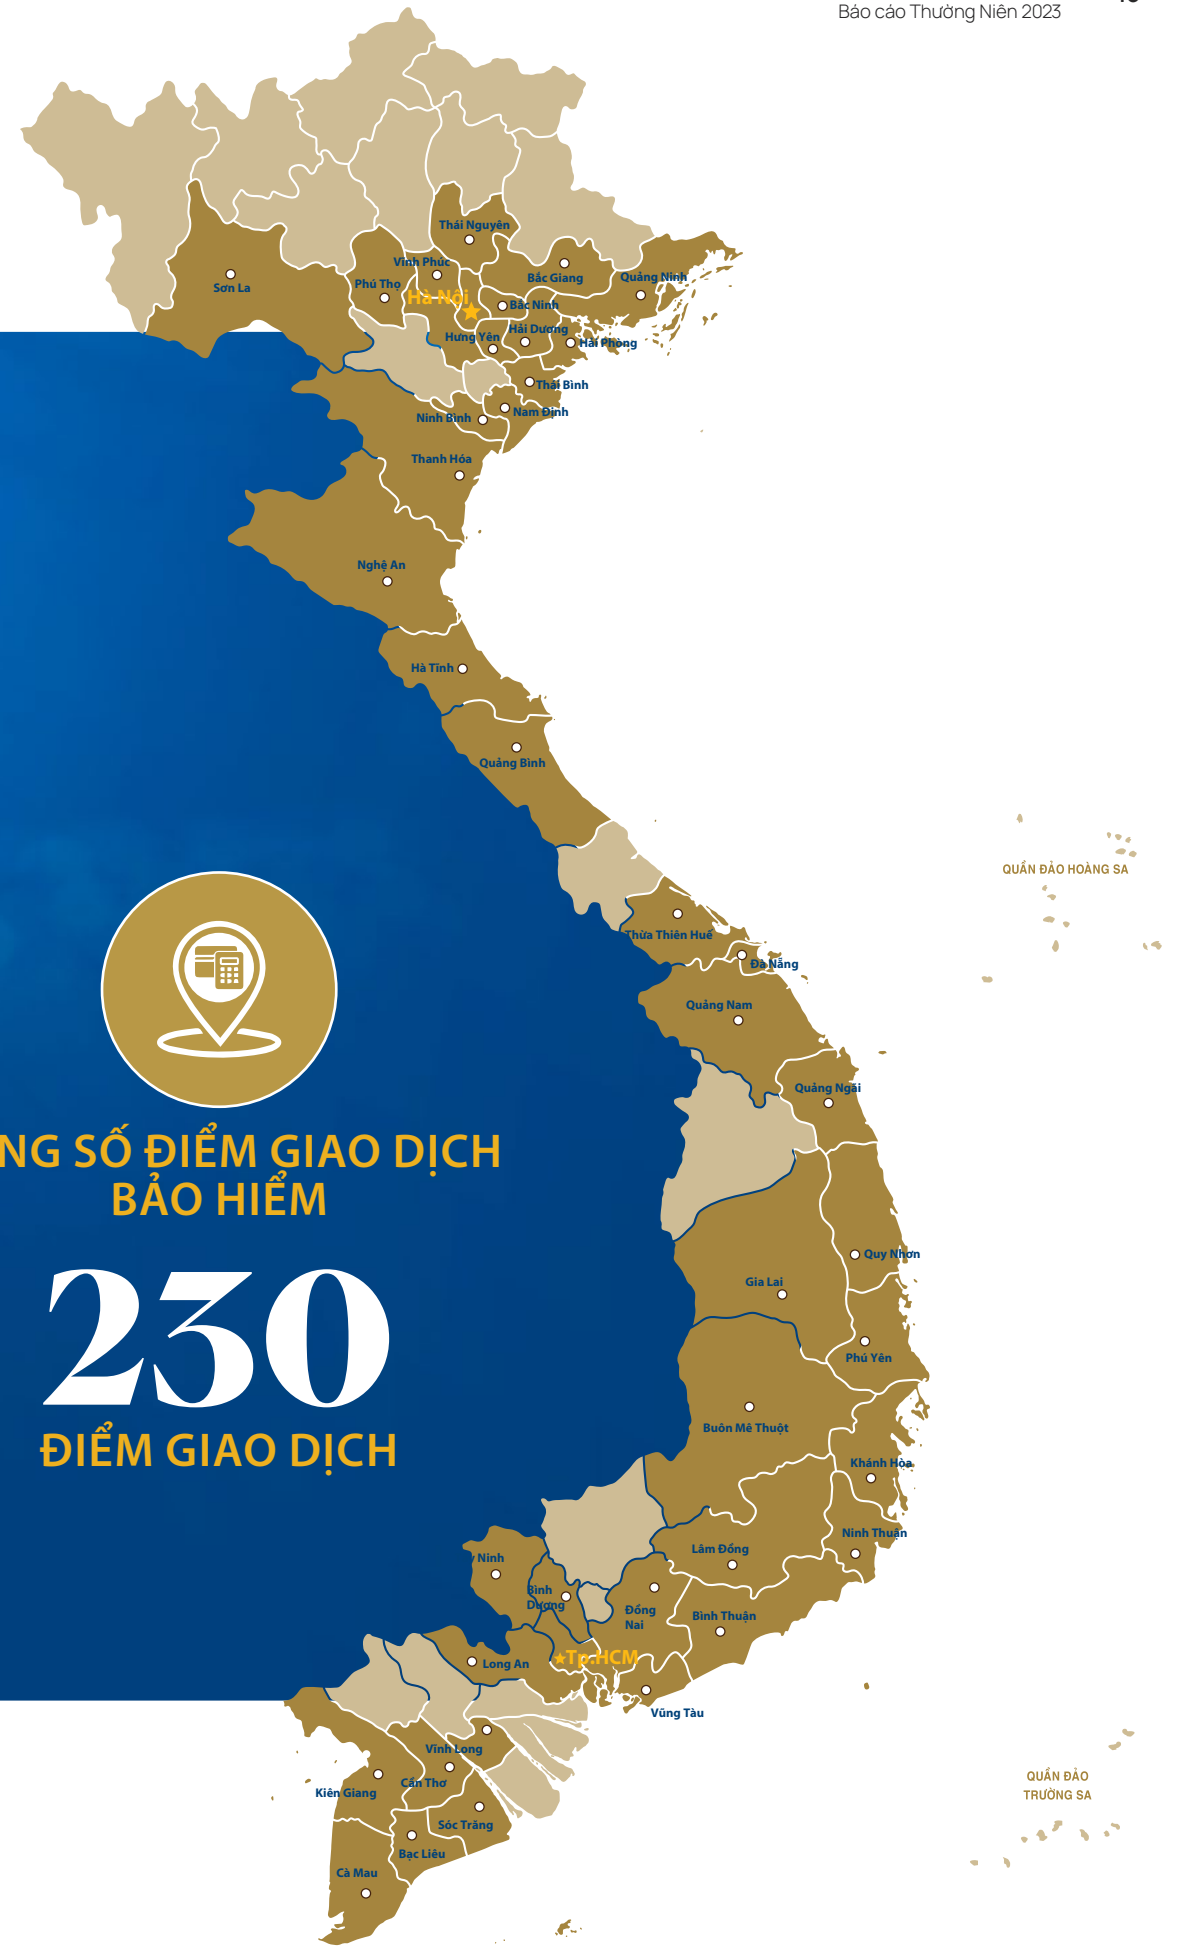 Báo cáo Thường Niên 2023
Thái Nguyên
Vĩnh Phúc
Bắc Giang
Quảng Ninh
Sơn La
Phú Thọ
Hà Nội
Bắc Ninh
Hải Dương
Hưng Yên
Hải Phòng
Thái Bình
Nam Định
Ninh Bình
Thanh Hóa
Nghệ An
Hà Tĩnh
Quảng Bình
QUẦN ĐẢO HOÀNG SA
Thừa Thiên Huế
Đà Nẵng
Quảng Nam
Quảng Ngãi
NG SỐ ĐIỂM GIAO DỊCH
BẢO HIỂM
230
ĐIỂM GIAO DỊCH
Quy Nhơn
Gia Lai
Phú Yên
Buôn Mê Thuột
Khánh Hòa
Ninh Thuận
Lâm Đồng
y Ninh
Bình
Dương
Đồng
Nai
Bình Thuận
Tp.HCM
Long An
Vũng Tàu
Vĩnh Long
Cần Thơ
Kiên Giang
Sóc Trăng
Bạc Liêu
Cà Mau
QUẦN ĐẢO
TRƯỜNG SA